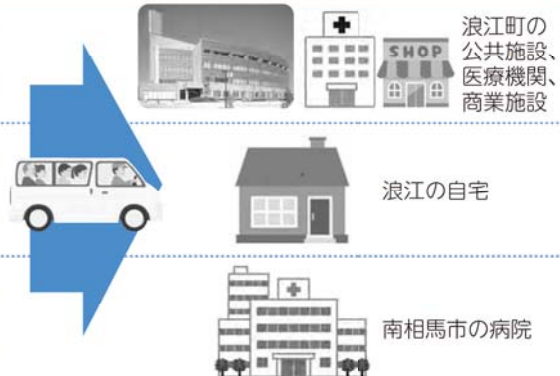 浪江町の
公共施設、
医療機関、
商業施設
SHOP
浪江の自宅
南相馬市の病院